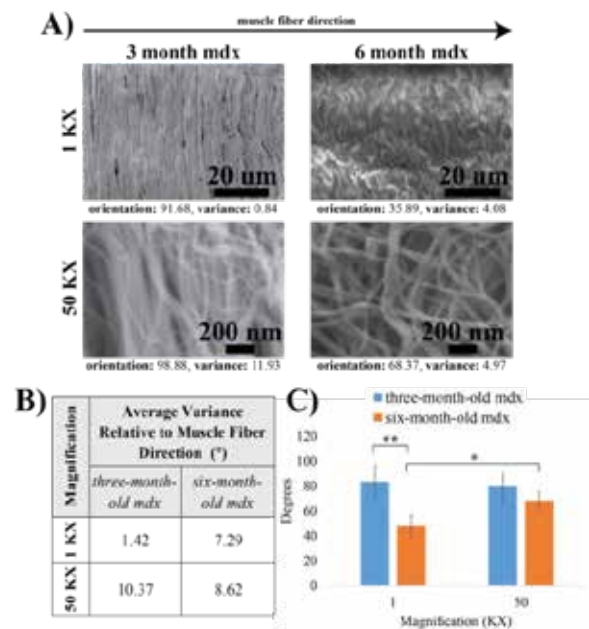 A)
muscle fiber direction
3 month mdx
6 month mdx
1 KX
20 um
20 um
orientation: 91.68, variance: 0.84
orientation: 35.89, variance: 4.08
50 KX
200 nm
200 nm
orientation: 98.88, variance: 11.93
orientation: 68.37, variance: 4.97
B)
Magnification
Average Variance
Relative to Muscle Fiber
Direction (°)
three-month-
old mdx
six-month-
old mdx
1 KX
1.42
7.29
50 KX
10.37
8.62
C)
three-month-old mdx
six-month-old mdx
Degrees
120
100
80
60
40
20
0
**
*
1
50
Magnification (KX)